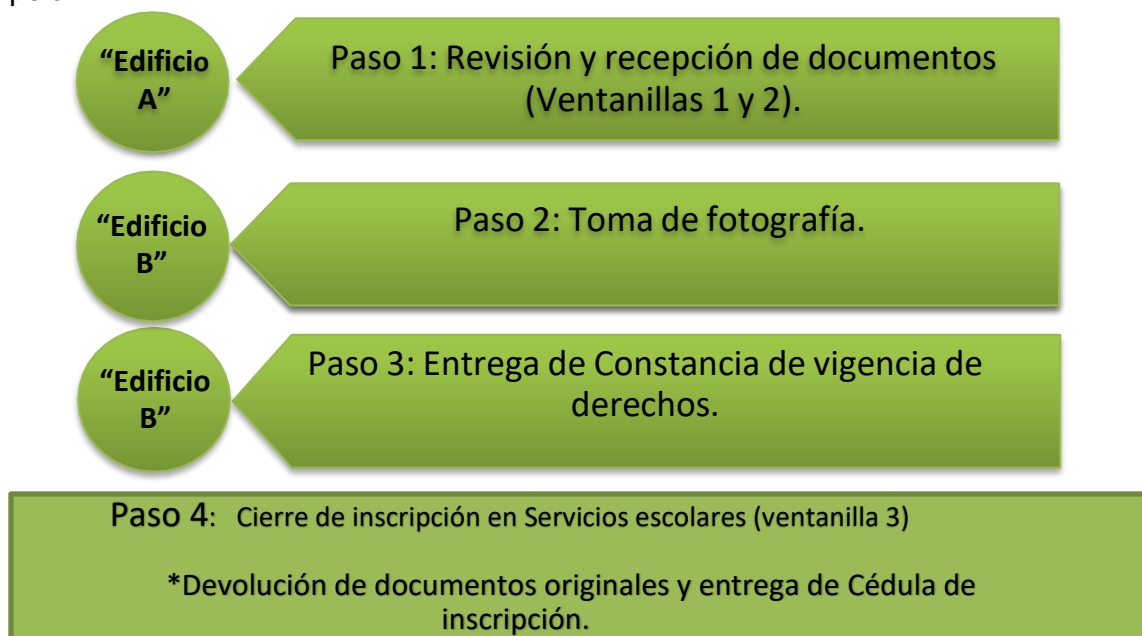 “Edificio
A”
Paso 1: Revisión y recepción de documentos
(Ventanillas 1 y 2).
“Edificio
B”
Paso 2: Toma de fotografía.
“Edificio
B”
Paso 3: Entrega de Constancia de vigencia de
derechos.
Paso 4: Cierre de inscripción en Servicios escolares (ventanilla 3)
*Devolución de documentos originales y entrega de Cédula de
inscripción.